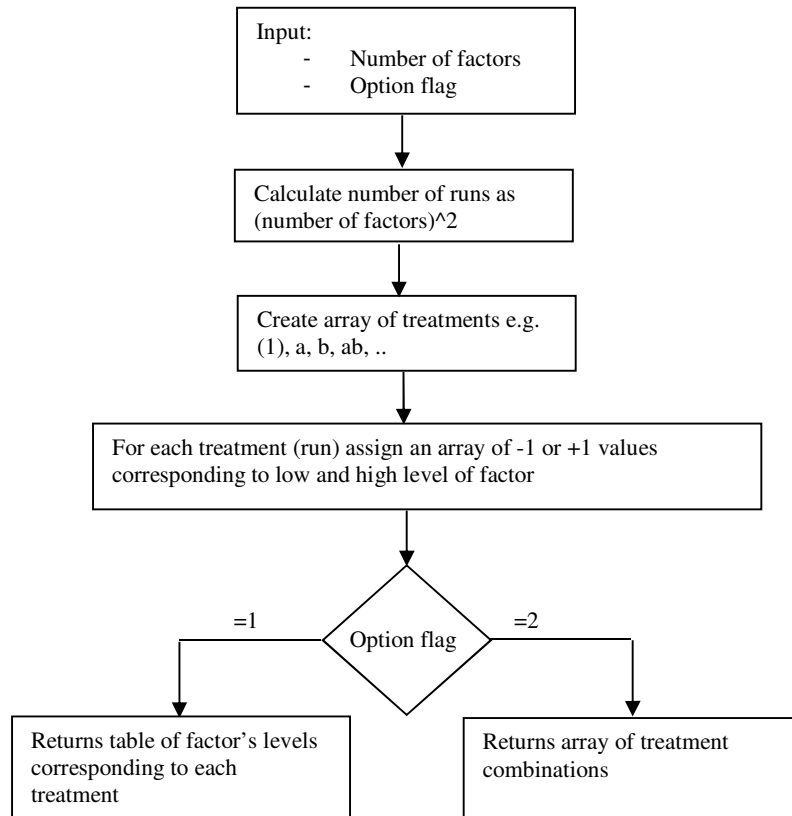 Input:
- Number of factors
- Option flag
Calculate number of runs as
(number of factors)^2
Create array of treatments e.g.
(1), a, b, ab, ..
For each treatment (run) assign an array of -1 or +1 values
corresponding to low and high level of factor
=1
Option flag
=2
Returns table of factor's levels
corresponding to each
treatment
Returns array of treatment
combinations